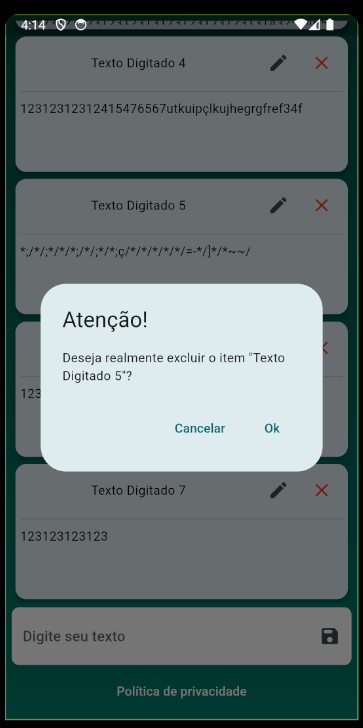 4:14
Texto Digitado 4
12312312312415476567utkuipçlkujhegrgfref34f
Texto Digitado 5
*;/*/;*/*/*;/*/;*/*;ç/*/*/*/*/*/=-*/]*/*~~/
Atenção!
Deseja realmente excluir o item "Texto
Digitado 5"?
123
Cancelar
Ok
Texto Digitado 7
123123123123
Digite seu texto
Política de privacidade